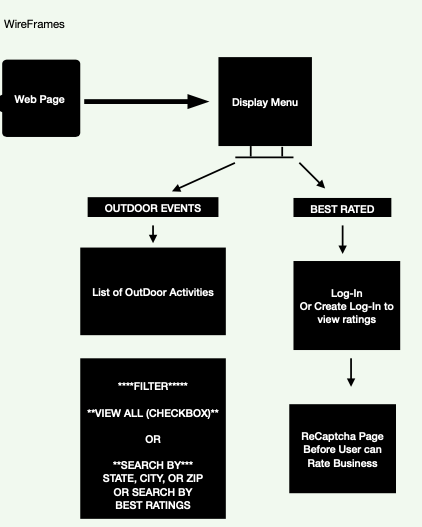 WireFrames
Web Page
Display Menu
OUTDOOR EVENTS
BEST RATED
List of OutDoor Activities
Log-In
Or Create Log-In to
view ratings
****FILTER*****
**VIEW ALL (CHECKBOX)**
OR
**SEARCH BY***
STATE, CITY, OR ZIP
OR SEARCH BY
BEST RATINGS
ReCaptcha Page
Before User can
Rate Business